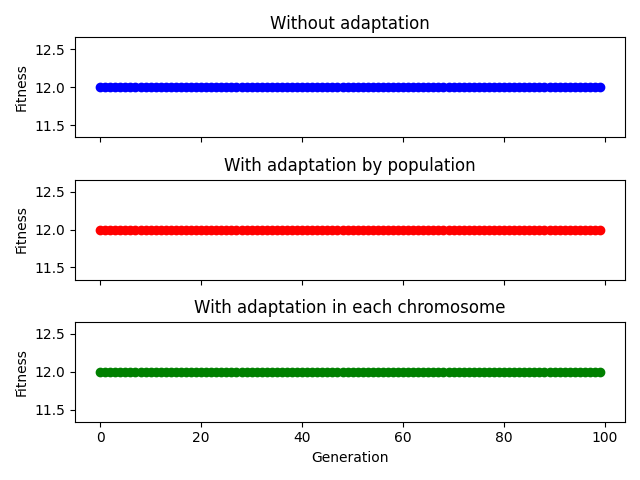 Without adaptation
12.5
12.0
11.5
Fitness
With adaptation by population
12.5
12.0
11.5
Fitness
With adaptation in each chromosome
12.5
12.0
11.5
Fitness
0 20 40 60 80 100
Generation